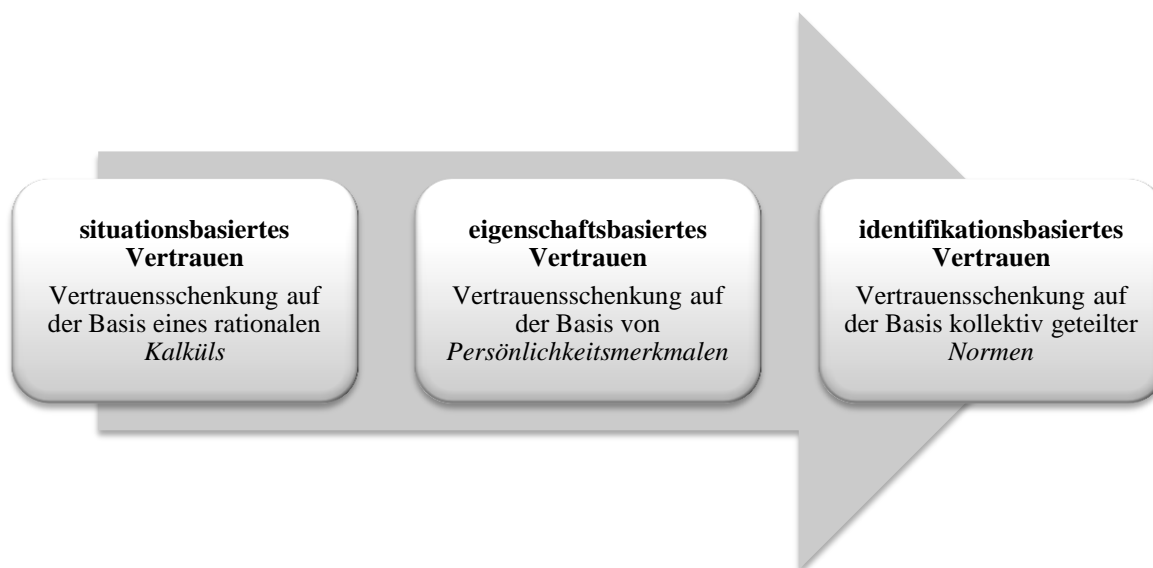 situationsbasiertes
Vertrauen
Vertrauensschenkung auf
der Basis eines rationalen
Kalküls
eigenschaftsbasiertes
Vertrauen
Vertrauensschenkung auf
der Basis von
Persönlichkeitsmerkmalen
identifikationsbasiertes
Vertrauen
Vertrauensschenkung auf
der Basis kollektiv geteilter
Normen